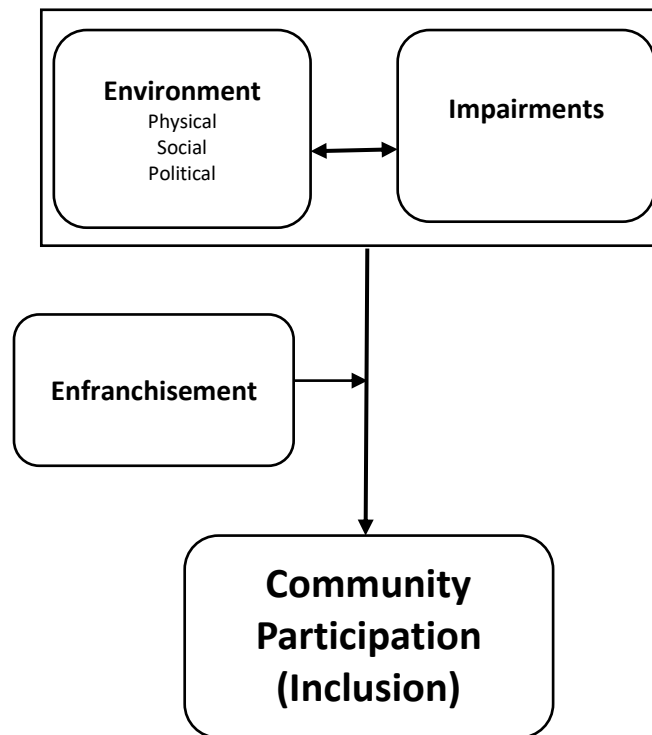 Environment
Physical
Social
Political
Impairments
Enfranchisement
Community
Participation
(Inclusion)